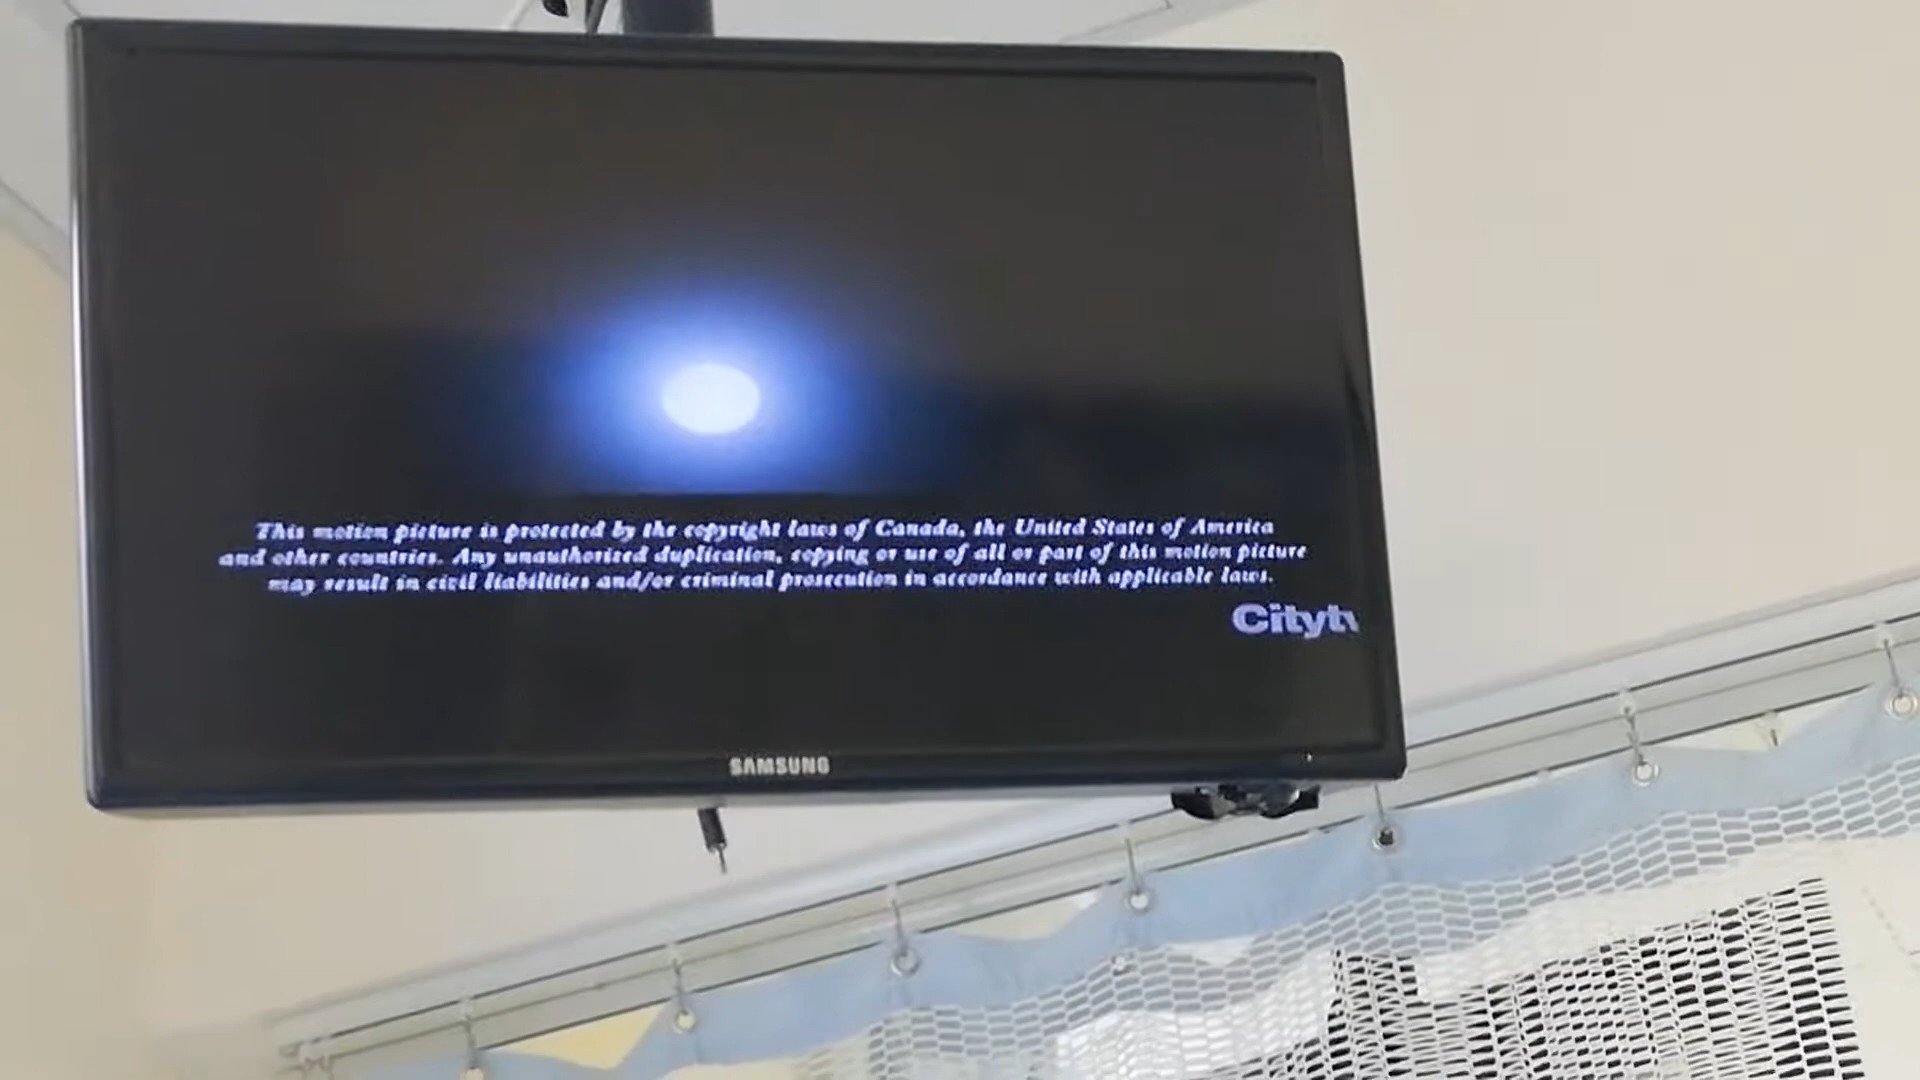 This motion picture is protected by the copyright laws of Canada, the United States of America
and other countries. Any unauthorized duplication, copying or use of all or part of this motion picture
may result in civil liabilities and/or criminal prosecution in accordance with applicable laws.
Citytv
SAMSUNG